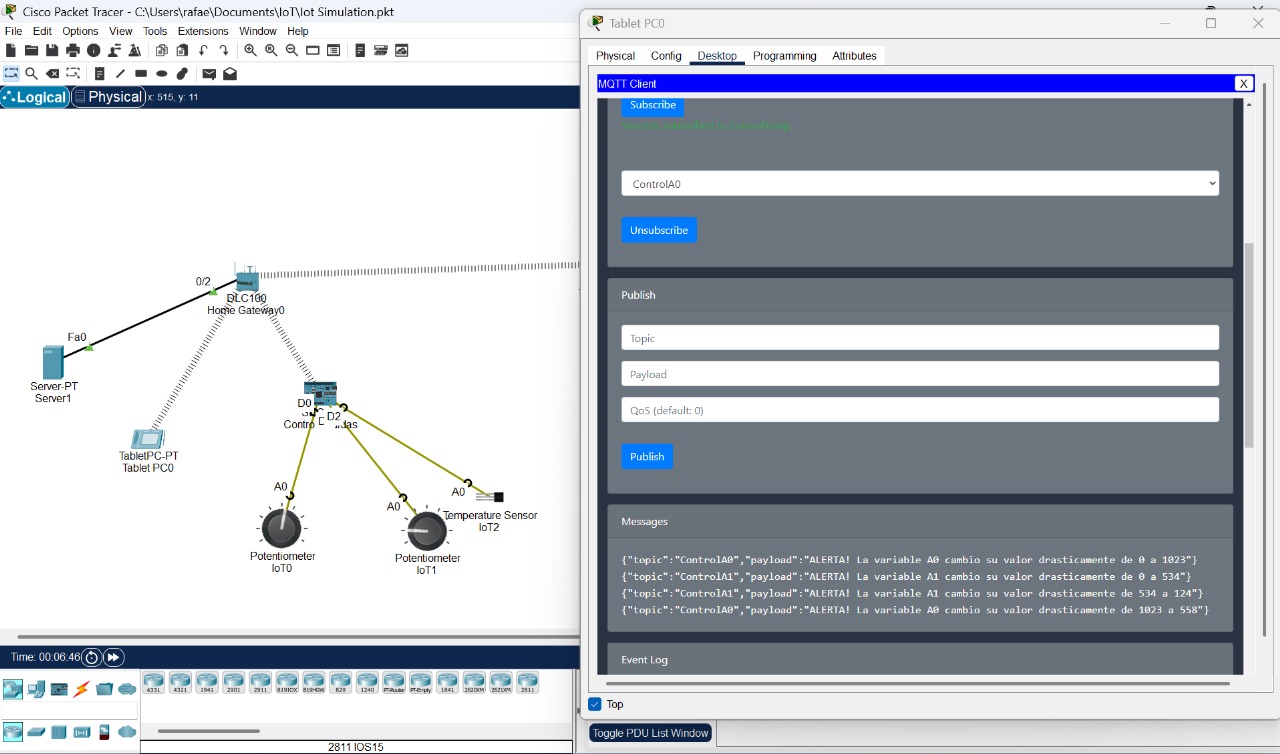 Cisco Packet Tracer - C:\Users\rafae\Documents\IoT\Iot Simulation.pkt
File Edit Options View Tools Extensions Window Help
Logical Physical x: 515, y: 11
0/2
DLC100
Home Gateway0
Fa0
Server-PT
Server1
TabletPC-PT
Tablet PC0
D0
D2
A0
A0
A0
Potentiometer
IoT0
Potentiometer
IoT1
Temperature Sensor
IoT2
Time: 00:06:46
4331 4321 1941 2901 2911 819IOX 819HGW 829 1240 PT-Router PT-Empty 1841 2620XM 2621XM 2811
2811 IOS15
Tablet PC0
Physical Config Desktop Programming Attributes
MQTT Client X
Subscribe
ControlA0
Unsubscribe
Publish
Topic
Payload
QoS (default: 0)
Publish
Messages
{"topic":"ControlA0","payload":"ALERTA! La variable A0 cambio su valor drasticamente de 0 a 1023"}
{"topic":"ControlA1","payload":"ALERTA! La variable A1 cambio su valor drasticamente de 0 a 534"}
{"topic":"ControlA1","payload":"ALERTA! La variable A1 cambio su valor drasticamente de 534 a 124"}
{"topic":"ControlA0","payload":"ALERTA! La variable A0 cambio su valor drasticamente de 1023 a 558"}
Event Log
Top
Toggle PDU List Window